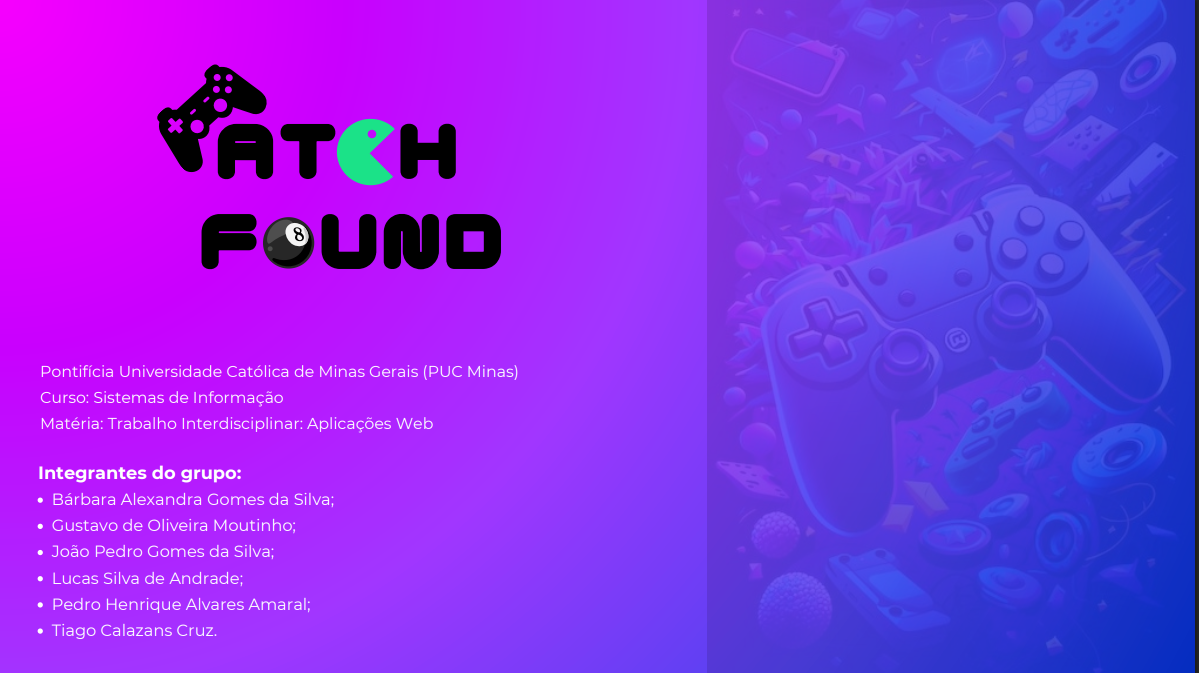 MATCH
FOUND
Pontifícia Universidade Católica de Minas Gerais (PUC Minas)
Curso: Sistemas de Informação
Matéria: Trabalho Interdisciplinar: Aplicações Web
Integrantes do grupo:
• Bárbara Alexandra Gomes da Silva;
• Gustavo de Oliveira Moutinho;
• João Pedro Gomes da Silva;
• Lucas Silva de Andrade;
• Pedro Henrique Alvares Amaral;
• Tiago Calazans Cruz.